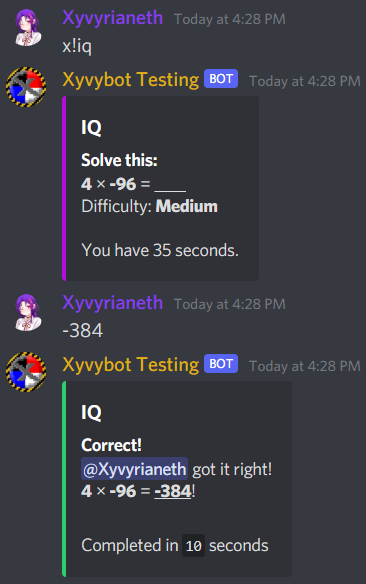 Xyvyrianeth Today at 4:28 PM
x!iq
Xyvybot Testing BOT Today at 4:28 PM
IQ
Solve this:
4 × -96 = ____
Difficulty: Medium
You have 35 seconds.
Xyvyrianeth Today at 4:28 PM
-384
Xyvybot Testing BOT Today at 4:28 PM
IQ
Correct!
@Xyvyrianeth got it right!
4 × -96 = -384!
Completed in 10 seconds